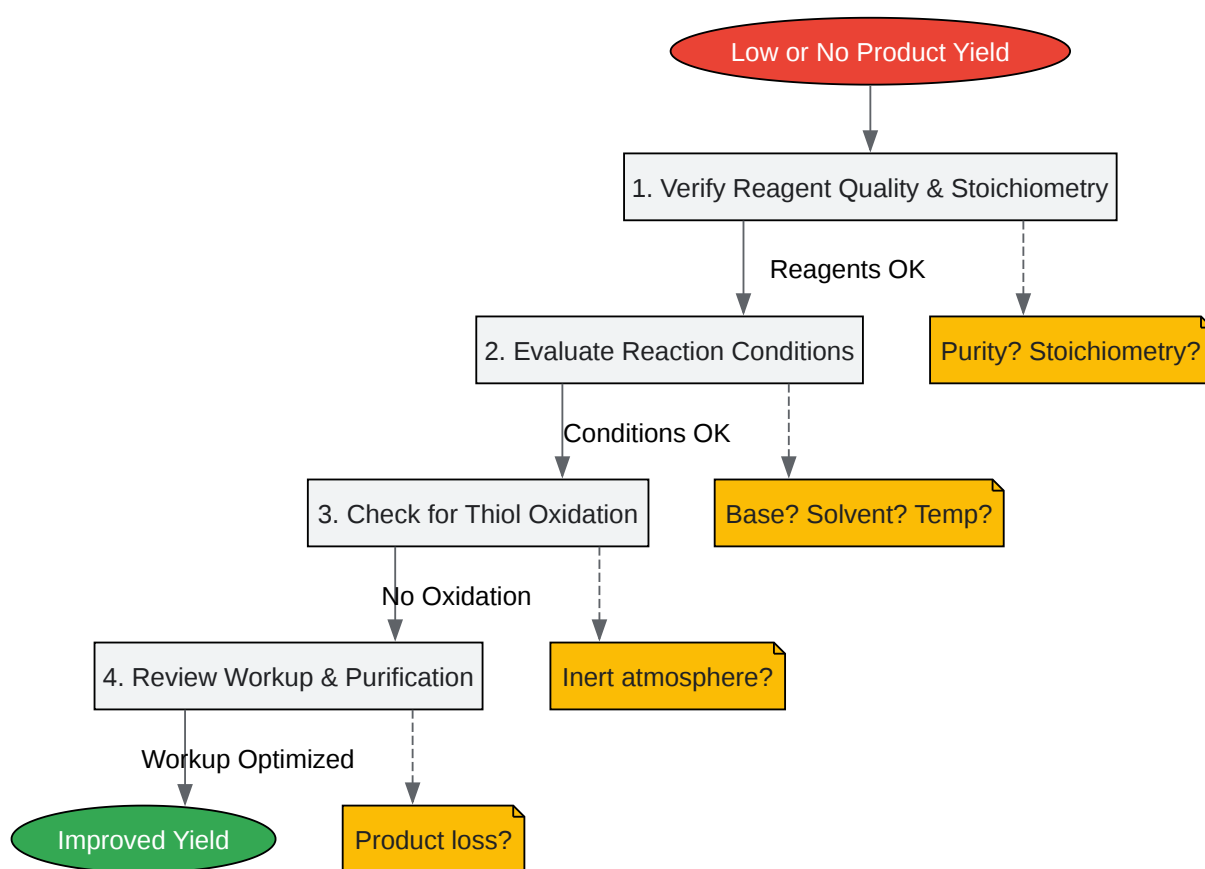 Low or No Product Yield
1. Verify Reagent Quality & Stoichiometry
Reagents OK
2. Evaluate Reaction Conditions
Purity? Stoichiometry?
Conditions OK
3. Check for Thiol Oxidation
Base? Solvent? Temp?
No Oxidation
4. Review Workup & Purification
Inert atmosphere?
Workup Optimized
Improved Yield
Product loss?